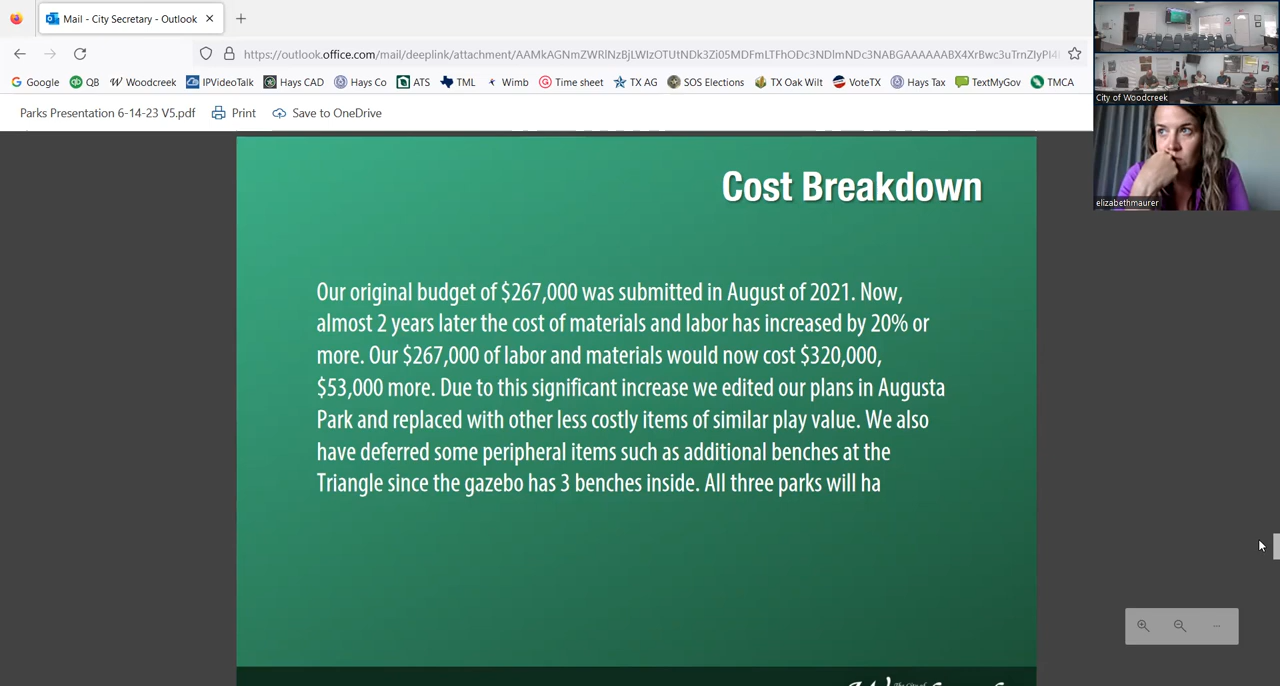 Mail - City Secretary - Outlook
https://outlook.office.com/mail/deeplink/attachment/
Google QB Woodcreek IPVideoTalk Hays CAD Hays Co ATS TML Wimb Time sheet TX AG SOS Elections TX Oak Wilt VoteTX Hays Tax TextMyGov TMCA
City of Woodcreek
Parks Presentation 6-14-23 V5.pdf Print Save to OneDrive
elizabethmaurer
Cost Breakdown
Our original budget of $267,000 was submitted in August of 2021. Now,
almost 2 years later the cost of materials and labor has increased by 20% or
more. Our $267,000 of labor and materials would now cost $320,000,
$53,000 more. Due to this significant increase we edited our plans in Augusta
Park and replaced with other less costly items of similar play value. We also
have deferred some peripheral items such as additional benches at the
Triangle since the gazebo has 3 benches inside. All three parks will ha